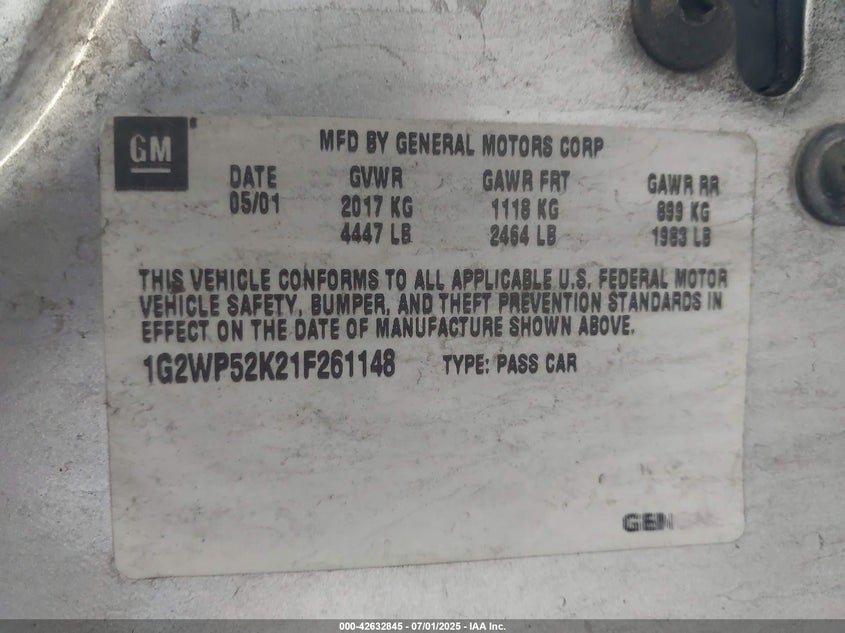 GM
MFD BY GENERAL MOTORS CORP
DATE GVWR GAWR FRT GAWR RR
05/01 2017 KG 1118 KG 899 KG
4447 LB 2464 LB 1983 LB
THIS VEHICLE CONFORMS TO ALL APPLICABLE U.S. FEDERAL MOTOR
VEHICLE SAFETY, BUMPER, AND THEFT PREVENTION STANDARDS IN
EFFECT ON THE DATE OF MANUFACTURE SHOWN ABOVE.
1G2WP52K21F261148 TYPE: PASS CAR
000-42632845 - 07/01/2025 - IAA Inc.